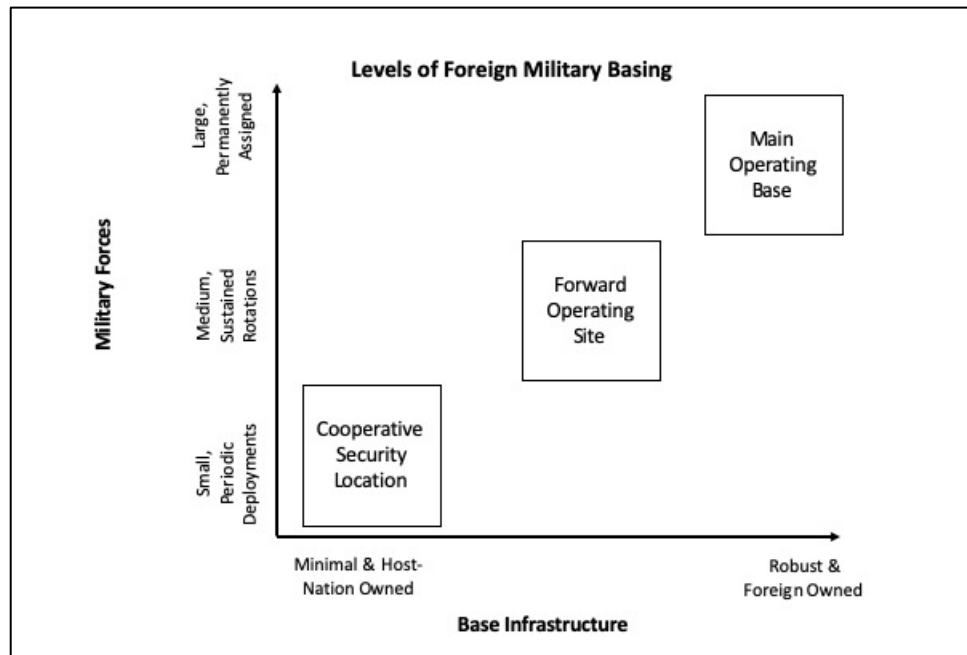 Levels of Foreign Military Basing
Military Forces
Large,
Permanently
Assigned
Medium,
Sustained
Rotations
Small,
Periodic
Deployments
Main
Operating
Base
Forward
Operating
Site
Cooperative
Security
Location
Minimal & Host-
Nation Owned
Robust &
Foreign Owned
Base Infrastructure